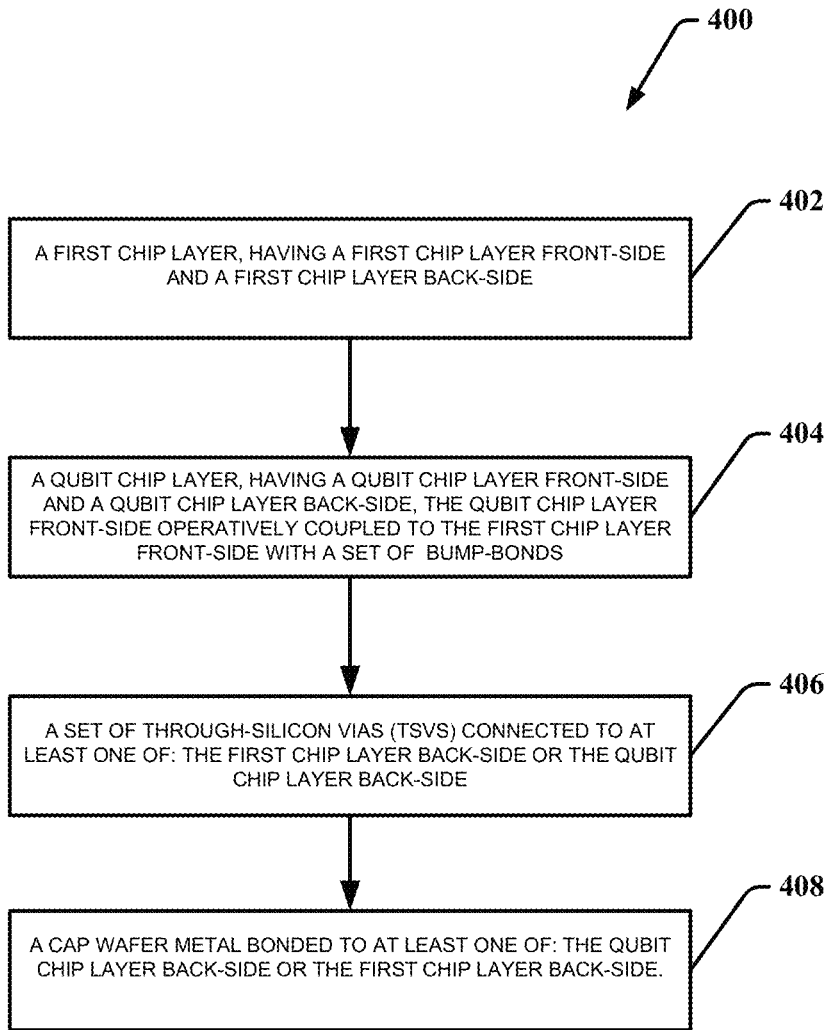 400
402
A FIRST CHIP LAYER, HAVING A FIRST CHIP LAYER FRONT-SIDE
AND A FIRST CHIP LAYER BACK-SIDE
404
A QUBIT CHIP LAYER, HAVING A QUBIT CHIP LAYER FRONT-SIDE
AND A QUBIT CHIP LAYER BACK-SIDE, THE QUBIT CHIP LAYER
FRONT-SIDE OPERATIVELY COUPLED TO THE FIRST CHIP LAYER
FRONT-SIDE WITH A SET OF BUMP-BONDS
406
A SET OF THROUGH-SILICON VIAS (TSVS) CONNECTED TO AT
LEAST ONE OF: THE FIRST CHIP LAYER BACK-SIDE OR THE QUBIT
CHIP LAYER BACK-SIDE
408
A CAP WAFER METAL BONDED TO AT LEAST ONE OF: THE QUBIT
CHIP LAYER BACK-SIDE OR THE FIRST CHIP LAYER BACK-SIDE.